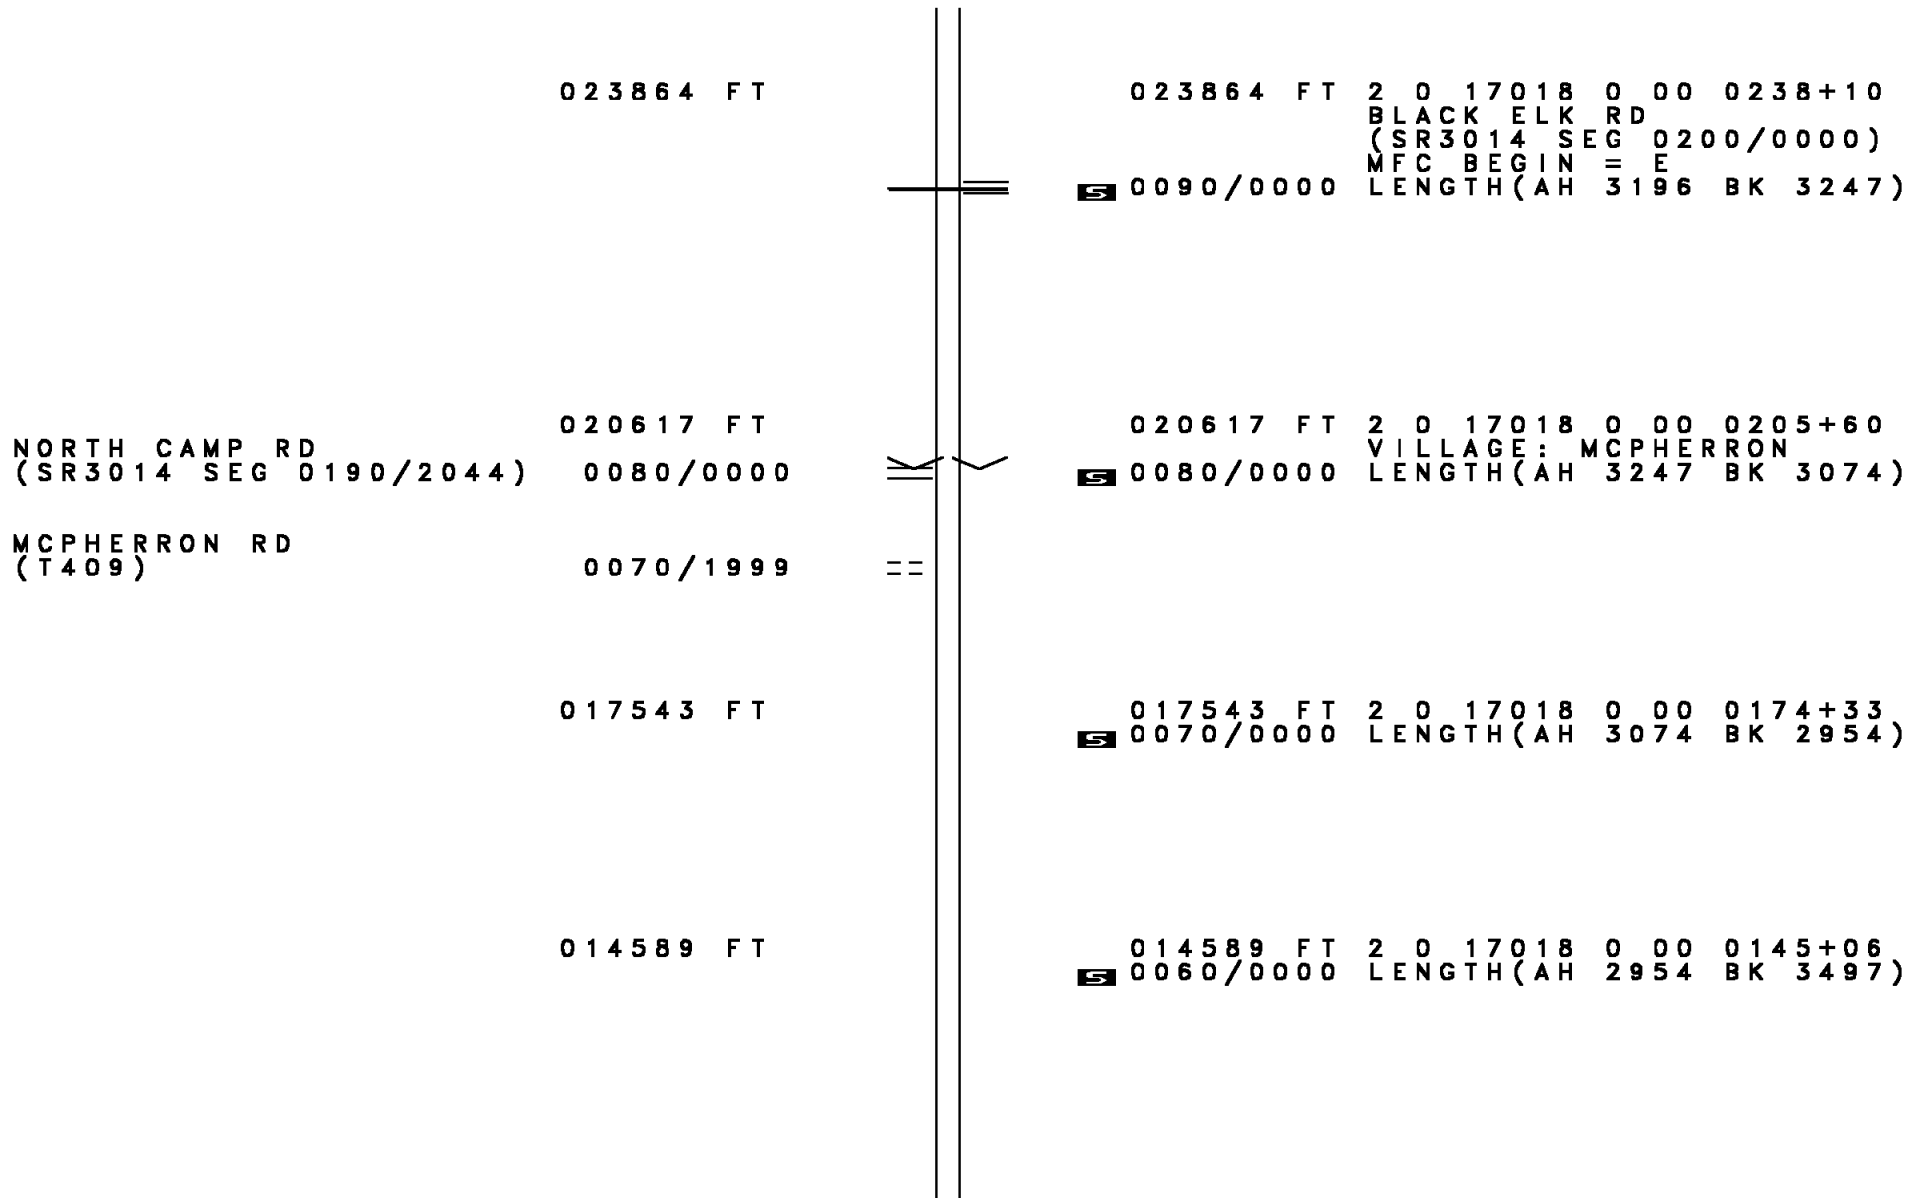 023864 FT 023864 FT 2 0 17018 0 00 0238+10
BLACK ELK RD
(SR3014 SEG 0200/0000)
MFC BEGIN = E
S 0090/0000 LENGTH(AH 3196 BK 3247)
020617 FT 020617 FT 2 0 17018 0 00 0205+60
NORTH CAMP RD VILLAGE: MCPHERRON
(SR3014 SEG 0190/2044) 0080/0000 S 0080/0000 LENGTH(AH 3247 BK 3074)
MCPHERRON RD
(T409) 0070/1999
017543 FT 017543 FT 2 0 17018 0 00 0174+33
S 0070/0000 LENGTH(AH 3074 BK 2954)
014589 FT 014589 FT 2 0 17018 0 00 0145+06
S 0060/0000 LENGTH(AH 2954 BK 3497)